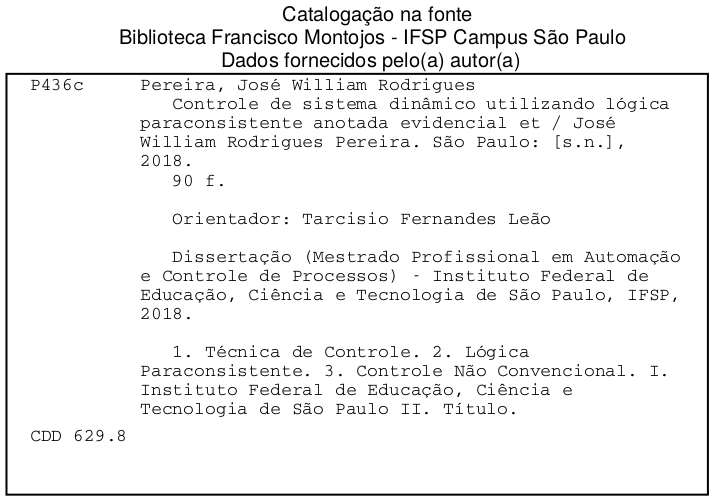 Catalogação na fonte
Biblioteca Francisco Montojos - IFSP Campus São Paulo
Dados fornecidos pelo(a) autor(a)
P436c Pereira, José William Rodrigues
Controle de sistema dinâmico utilizando lógica
paraconsistente anotada evidencial et / José
William Rodrigues Pereira. São Paulo: [s.n.],
2018.
90 f.
Orientador: Tarcisio Fernandes Leão
Dissertação (Mestrado Profissional em Automação
e Controle de Processos) - Instituto Federal de
Educação, Ciência e Tecnologia de São Paulo, IFSP,
2018.
1. Técnica de Controle. 2. Lógica
Paraconsistente. 3. Controle Não Convencional. I.
Instituto Federal de Educação, Ciência e
Tecnologia de São Paulo II. Título.
CDD 629.8